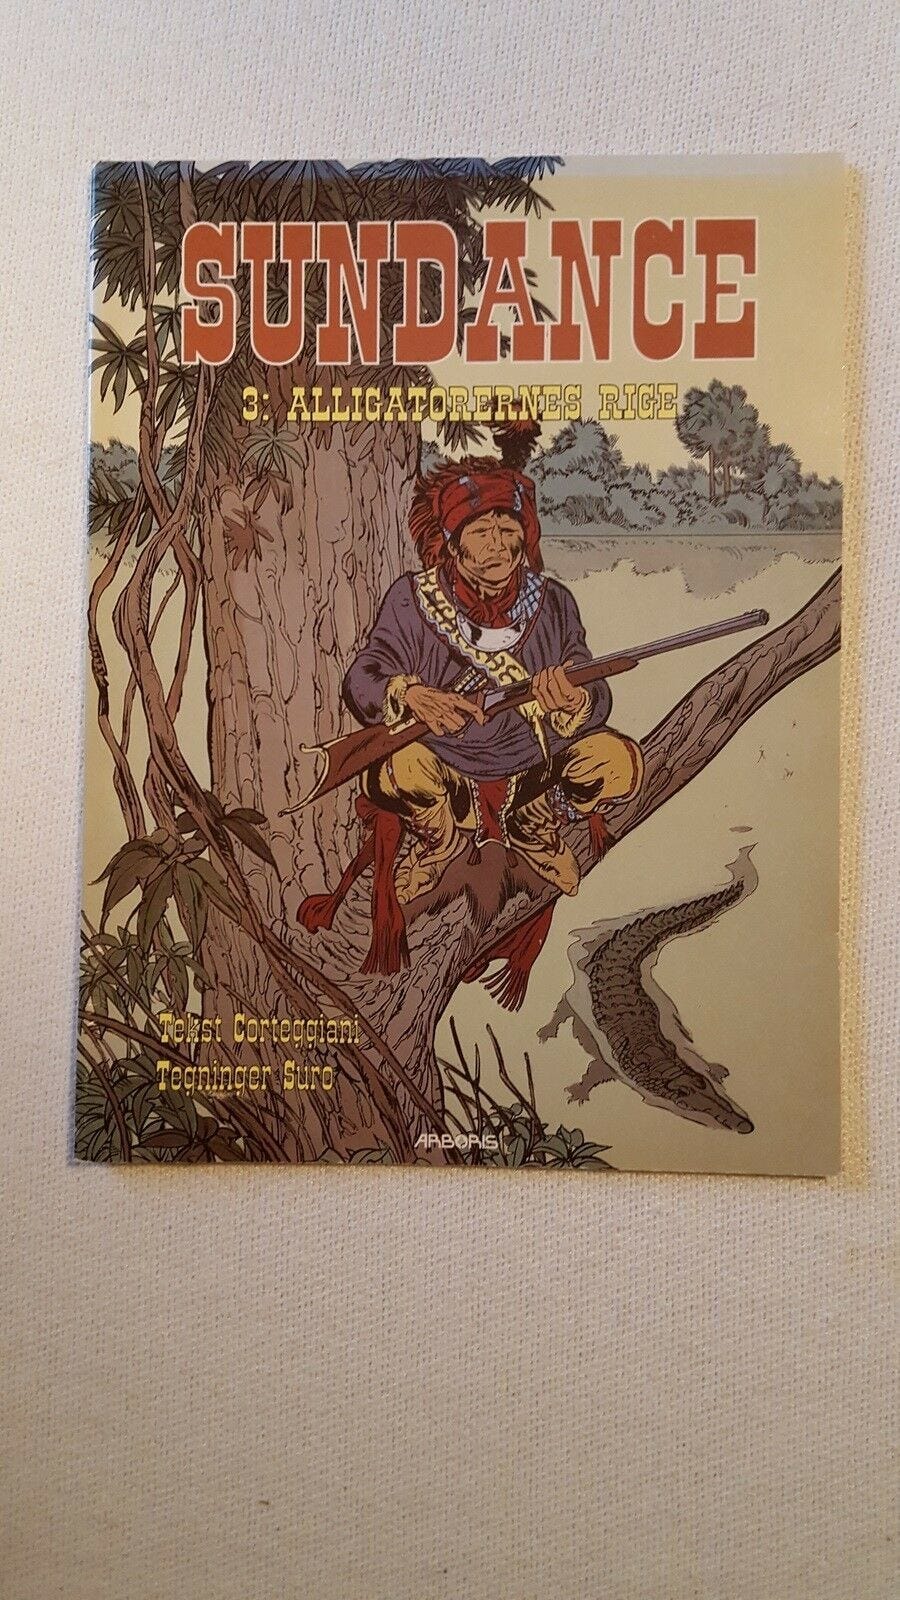 SUNDANCE
3: ALLIGATORERNES RIGE
Tekst Corteggiani
Tegninger Suro
ARBORIS